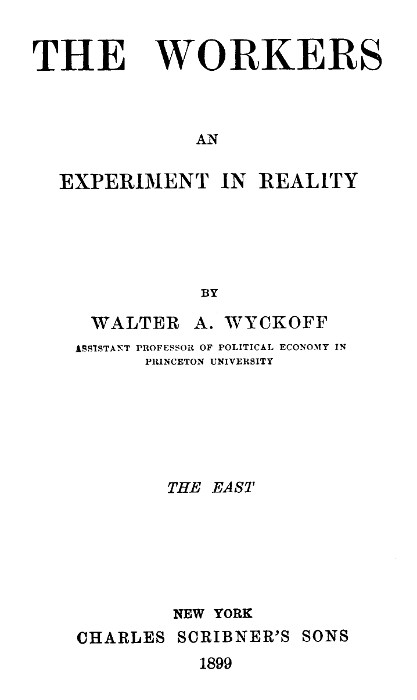 THE WORKERS
AN
EXPERIMENT IN REALITY
BY
WALTER A. WYCKOFF
ASSISTANT PROFESSOR OF POLITICAL ECONOMY IN
PRINCETON UNIVERSITY
THE EAST
NEW YORK
CHARLES SCRIBNER'S SONS
1899